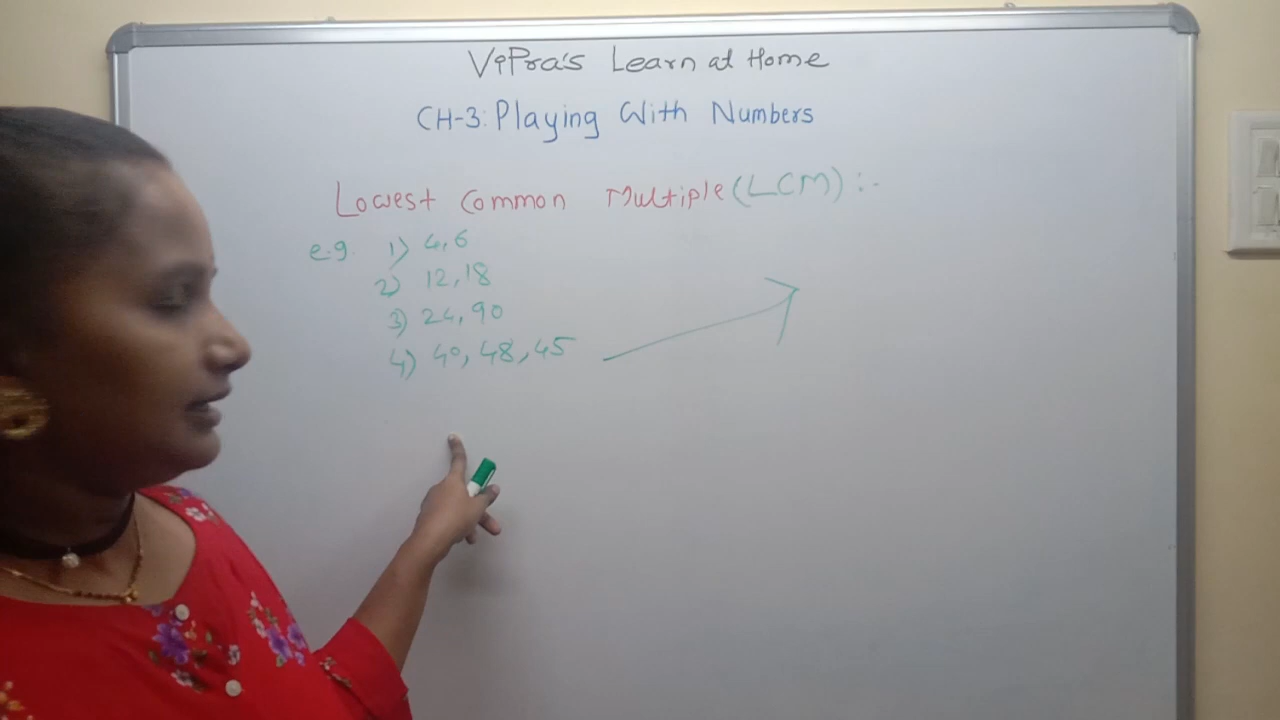 ViPra's Learn at Home
CH-3: Playing With Numbers
Lowest Common Multiple (LCM) :-
e.g. 1) 4, 6
2) 12, 18
3) 24, 90
4) 40, 48, 45